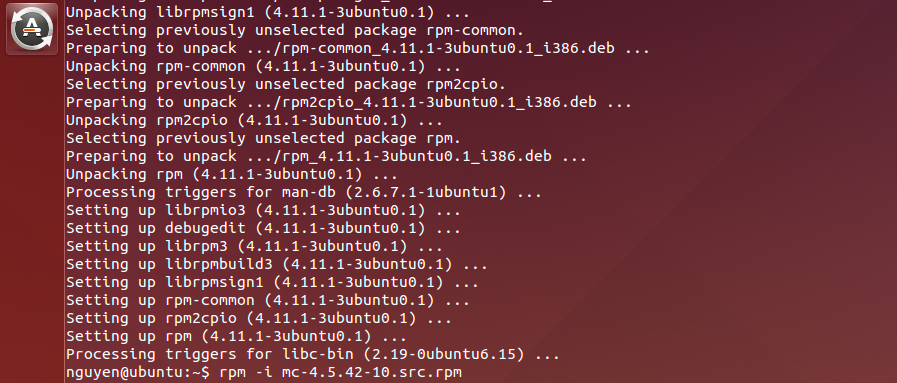 Unpacking librpmsign1 (4.11.1-3ubuntu0.1) ...
Selecting previously unselected package rpm-common.
Preparing to unpack .../rpm-common_4.11.1-3ubuntu0.1_i386.deb ...
Unpacking rpm-common (4.11.1-3ubuntu0.1) ...
Selecting previously unselected package rpm2cpio.
Preparing to unpack .../rpm2cpio_4.11.1-3ubuntu0.1_i386.deb ...
Unpacking rpm2cpio (4.11.1-3ubuntu0.1) ...
Selecting previously unselected package rpm.
Preparing to unpack .../rpm_4.11.1-3ubuntu0.1_i386.deb ...
Unpacking rpm (4.11.1-3ubuntu0.1) ...
Processing triggers for man-db (2.6.7.1-1ubuntu1) ...
Setting up librpmio3 (4.11.1-3ubuntu0.1) ...
Setting up debugedit (4.11.1-3ubuntu0.1) ...
Setting up librpm3 (4.11.1-3ubuntu0.1) ...
Setting up librpmbuild3 (4.11.1-3ubuntu0.1) ...
Setting up librpmsign1 (4.11.1-3ubuntu0.1) ...
Setting up rpm-common (4.11.1-3ubuntu0.1) ...
Setting up rpm2cpio (4.11.1-3ubuntu0.1) ...
Setting up rpm (4.11.1-3ubuntu0.1) ...
Processing triggers for libc-bin (2.19-0ubuntu6.15) ...
nguyen@ubuntu:~$ rpm -i mc-4.5.42-10.src.rpm